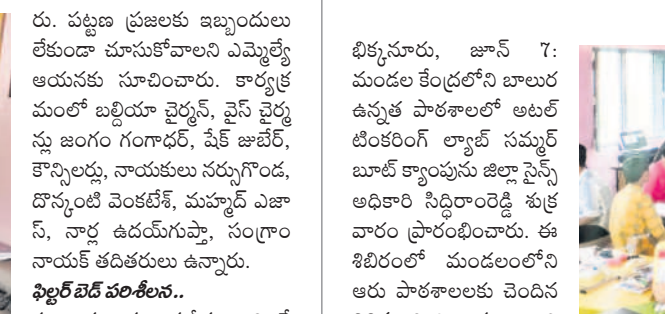 రు. పట్టణ ప్రజలకు ఇబ్బందులు
లేకుండా చూసుకోవాలని ఎమ్మెల్యే
ఆయనకు సూచించారు. కార్యక్ర
మంలో బల్దియా చైర్మన్, వైస్ చైర్మ
న్లు జంగం గంగాధర్, షేక్ జుబేర్,
కౌన్సిలర్లు, నాయకులు నర్సుగొండ,
దొన్కంటి వెంకటేశ్, మహ్మద్ ఎజా
స్, నార్ల ఉదయ్‌గుప్తా, సంగ్రాం
నాయక్ తదితరులు ఉన్నారు.
ఫిల్టర్ బెడ్ పరిశీలన..
భిక్కనూరు, జూన్ 7:
మండల కేంద్రంలోని బాలుర
ఉన్నత పాఠశాలలో అటల్
టింకరింగ్ ల్యాబ్ సమ్మర్
బూట్ క్యాంపును జిల్లా సైన్స్
అధికారి సిద్ధిరాంరెడ్డి శుక్ర
వారం ప్రారంభించారు. ఈ
శిబిరంలో మండలంలోని
ఆరు పాఠశాలలకు చెందిన